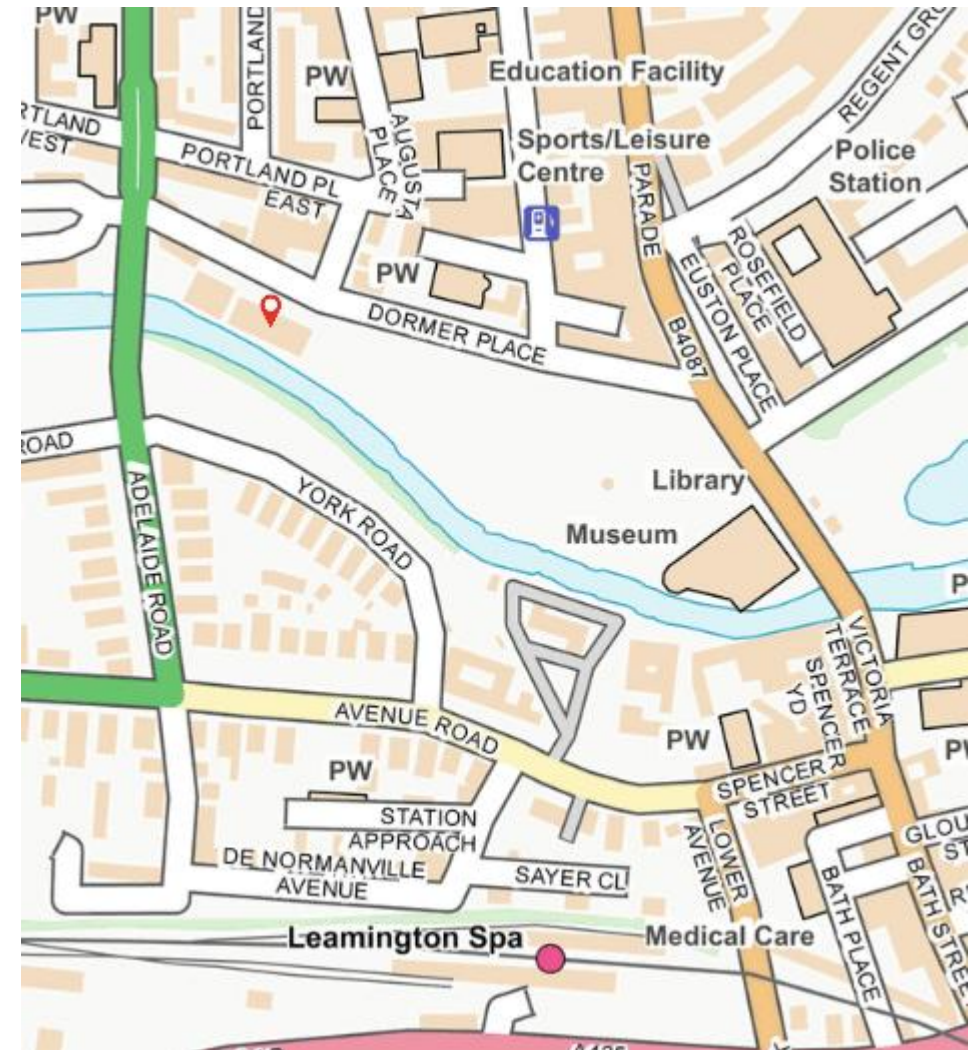 PW
PORTLAND
REGENT GRO
Education Facility
PW
RTLAND
WEST
AUGUSTA
PLACE
Sports/Leisure
Centre
PARADE
Police
Station
PORTLAND PL
EAST
ROSEFIELD
PLACE
EUSTON PLACE
PW
DORMER PLACE
B4087
ROAD
Library
YORK ROAD
ADELAIDE ROAD
Museum
P
VICTORIA
TERRACE
SPENCER
YD
AVENUE ROAD
PW
PW
SPENCER
STREET
STATION
APPROACH
LOWER
AVENUE
GLOU
ST
DE NORMANVILLE
AVENUE
SAYER CL
BATH PLACE
BATH STREE
Leamington Spa
Medical Care